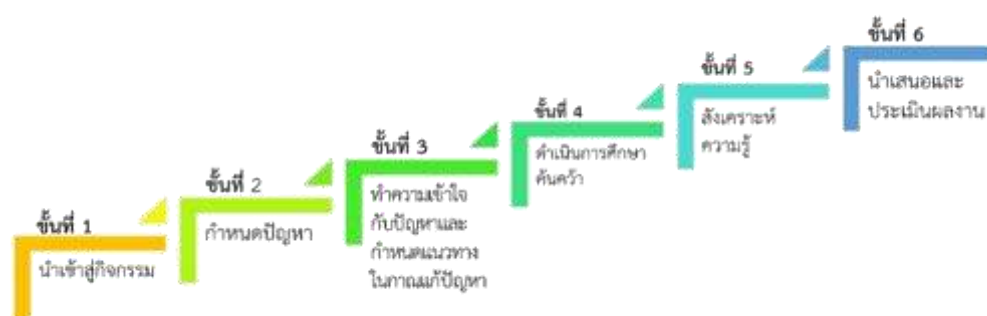 ขั้นที่ 1
นำเข้าสู่กิจกรรม
ขั้นที่ 2
กำหนดปัญหา
ขั้นที่ 3
ทำความเข้าใจ
กับปัญหาและ
กำหนดแนวทาง
ในกาณแก้ปัญหา
ขั้นที่ 4
ดำเนินการศึกษา
ค้นคว้า
ขั้นที่ 5
สังเคราะห์
ความรู้
ขั้นที่ 6
นำเสนอและ
ประเมินผลงาน